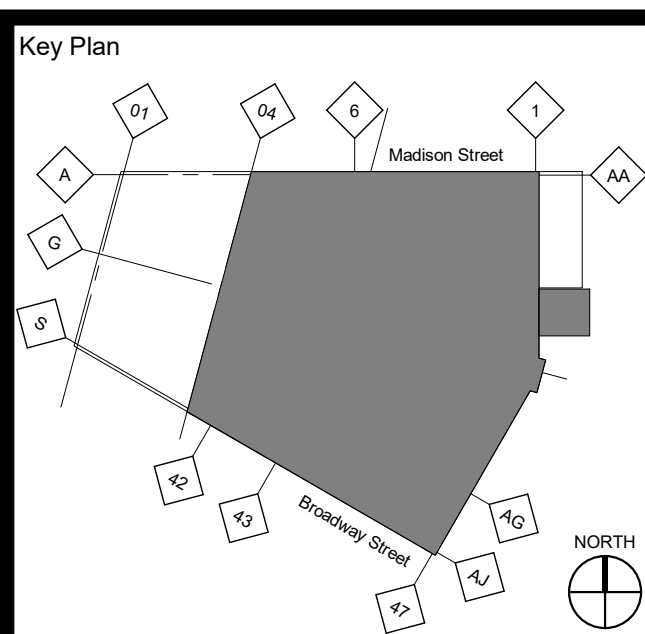 Key Plan
01
04
6
1
Madison Street
A
AA
G
S
42
43
Broadway Street
AG
AJ
47
NORTH